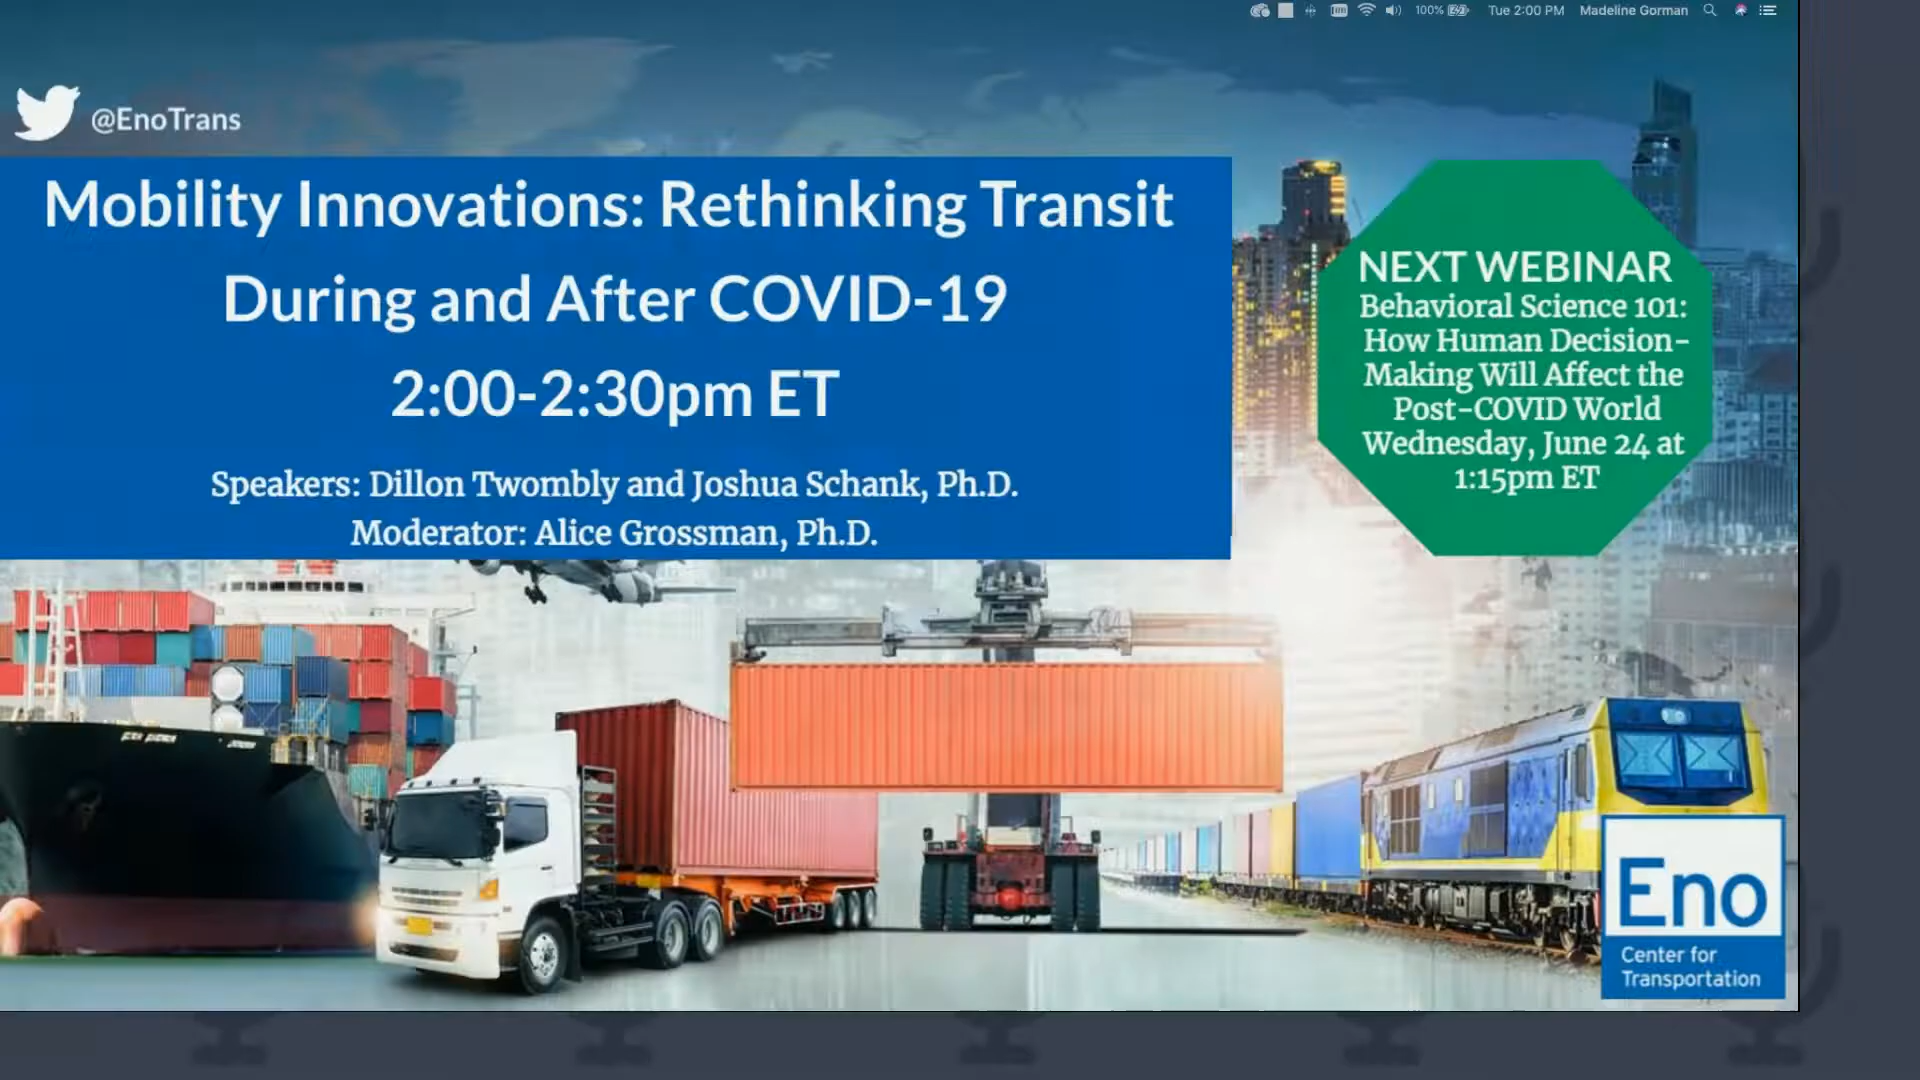 100% Tue 2:00 PM Madeline Gorman
@EnoTrans
Mobility Innovations: Rethinking Transit
During and After COVID-19
2:00-2:30pm ET
Speakers: Dillon Twombly and Joshua Schank, Ph.D.
Moderator: Alice Grossman, Ph.D.
NEXT WEBINAR
Behavioral Science 101:
How Human Decision-
Making Will Affect the
Post-COVID World
Wednesday, June 24 at
1:15pm ET
Eno
Center for
Transportation